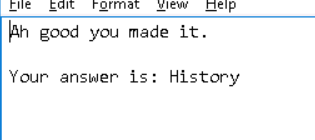 File Edit Format View Help
Ah good you made it.
Your answer is: History